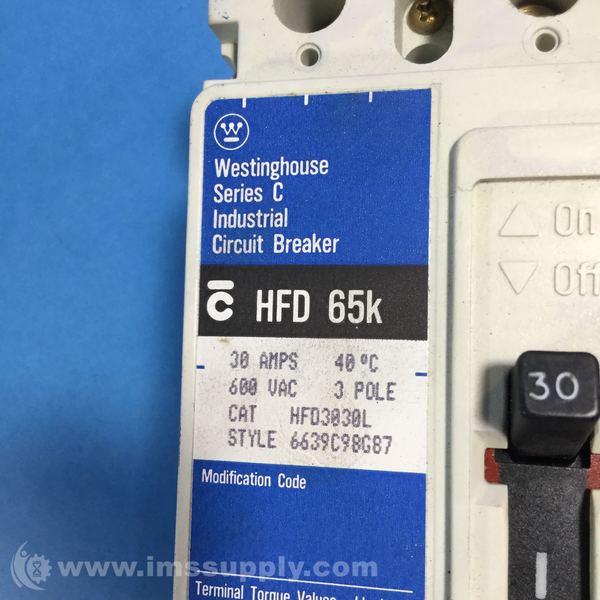 Westinghouse
Series C
Industrial
Circuit Breaker
C HFD 65k
30 AMPS 40°C
600 VAC 3 POLE
CAT HFD3030L
STYLE 6639C98G87
Modification Code
Terminal Torque Values
On
Off
30
www.imssupply.com